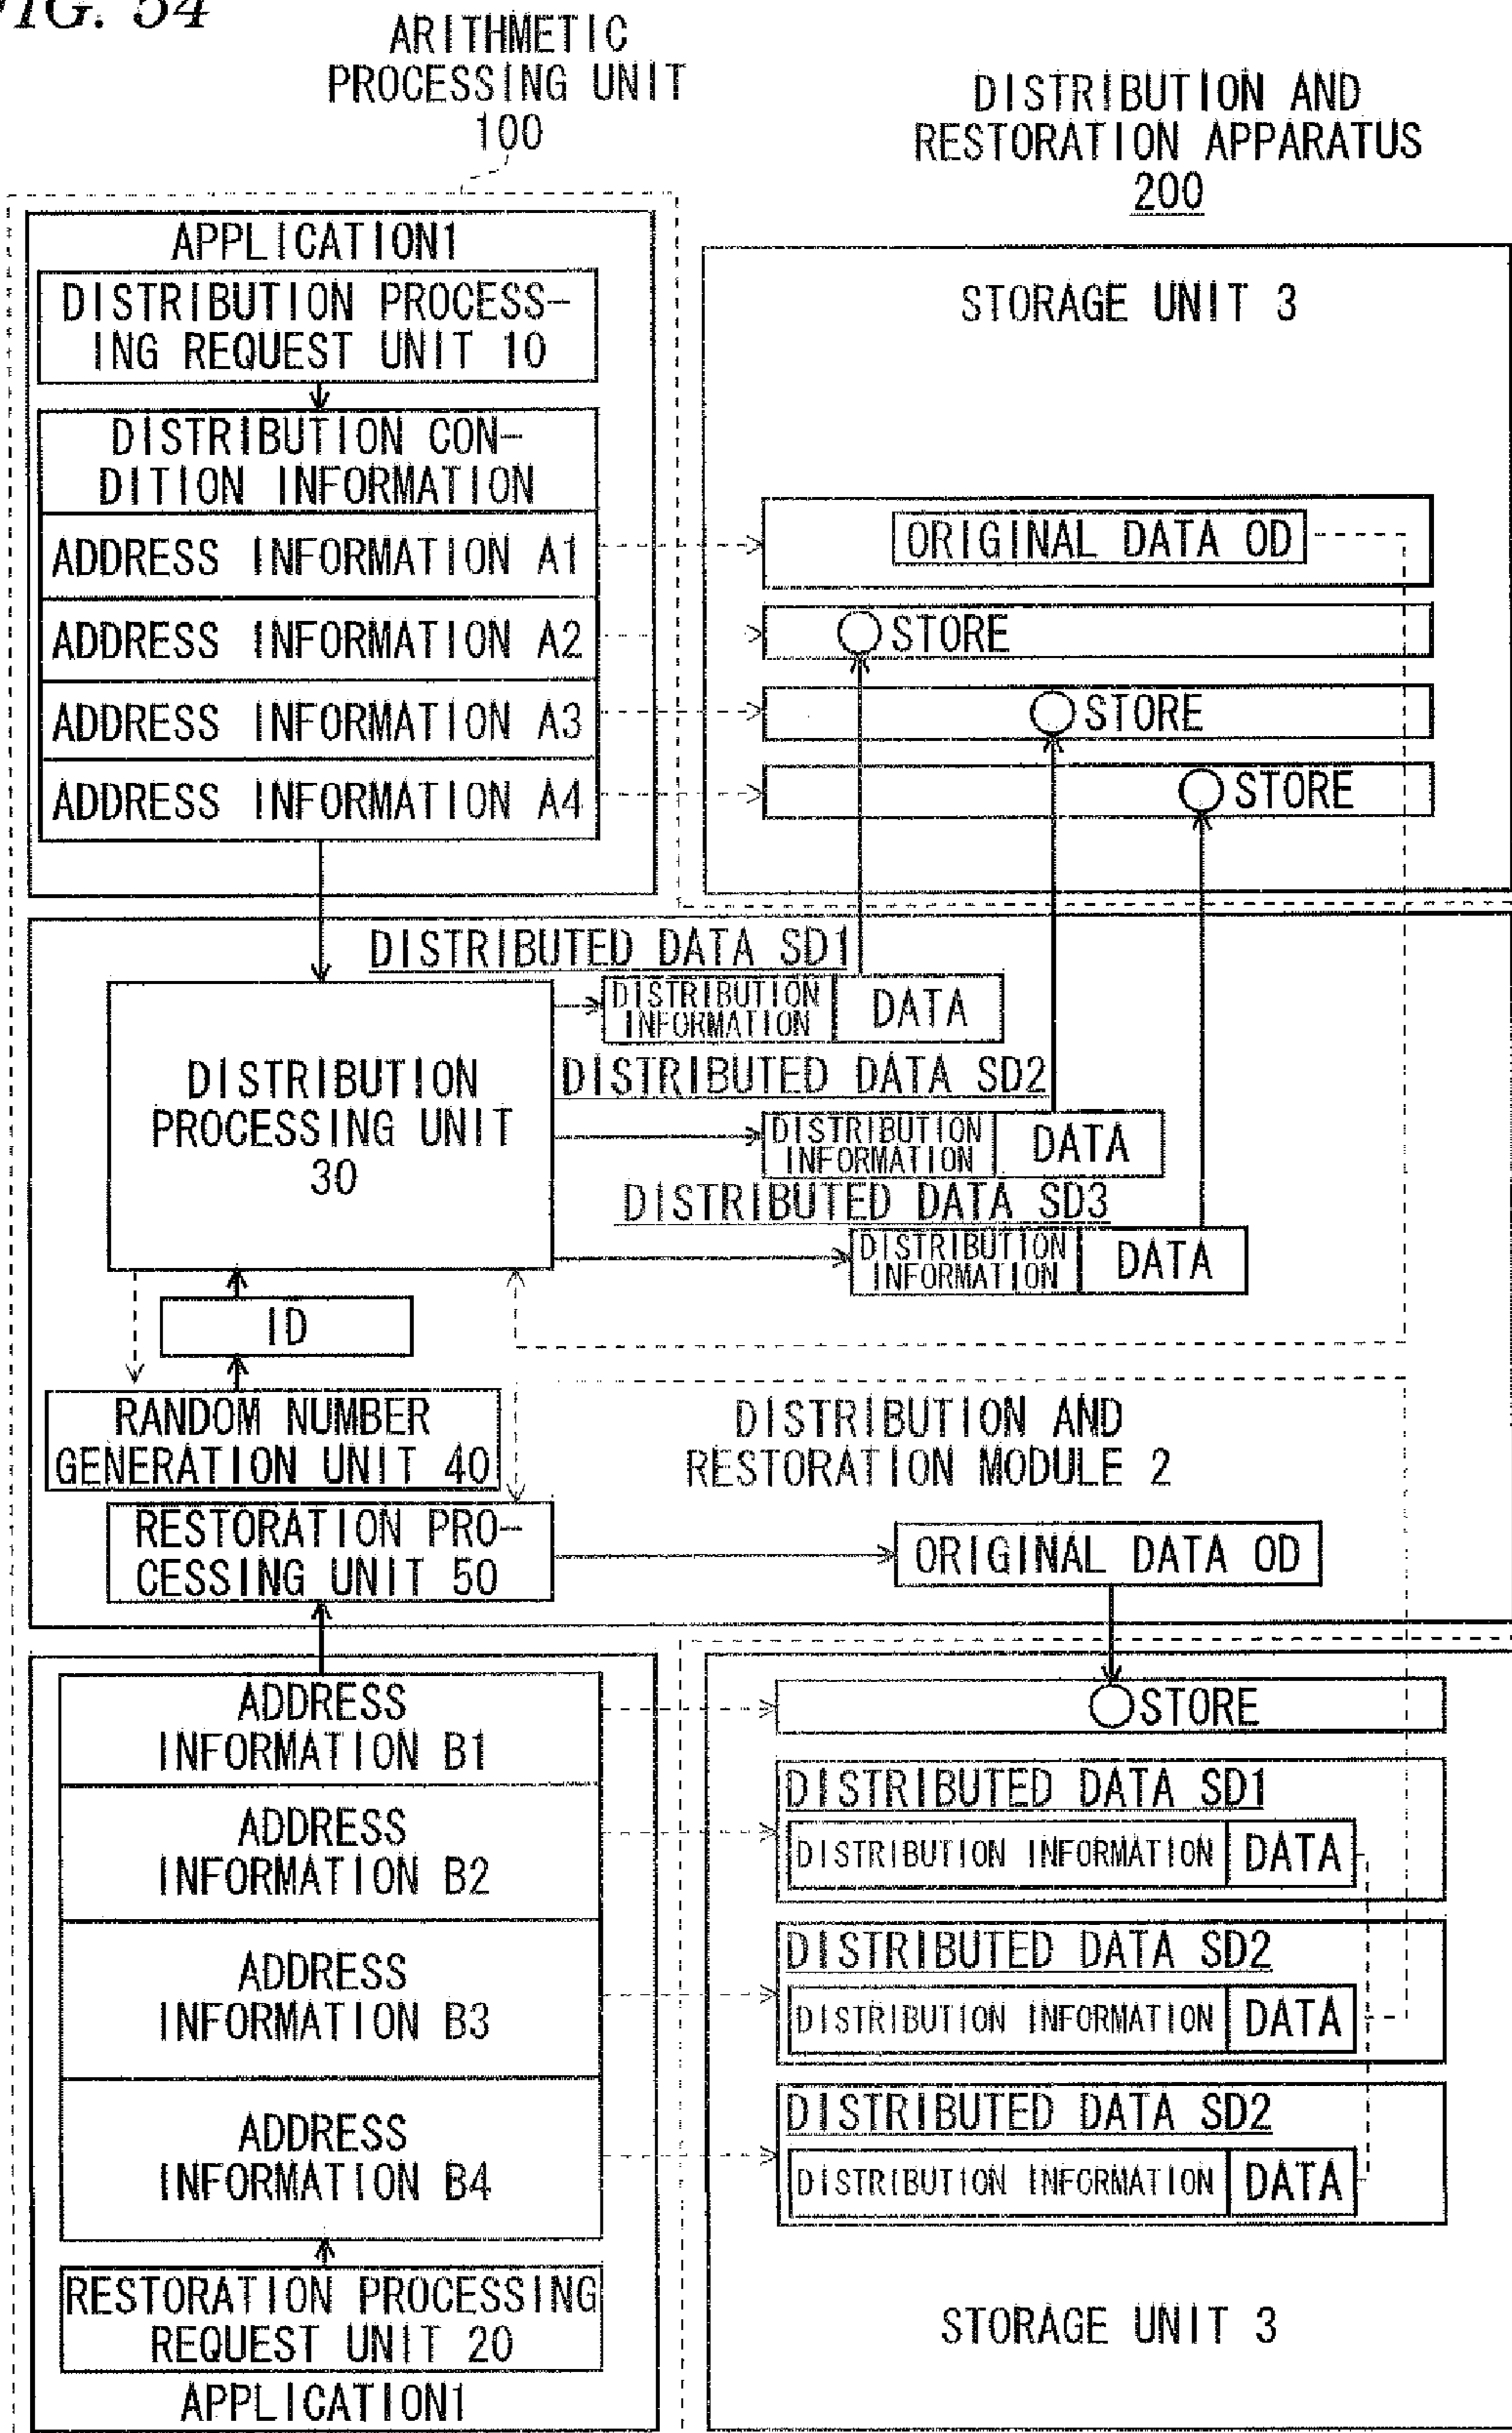 FIG. 54
ARITHMETIC
PROCESSING UNIT
100
DISTRIBUTION AND
RESTORATION APPARATUS
200
APPLICATION1
DISTRIBUTION PROCESS-
ING REQUEST UNIT 10
DISTRIBUTION CON-
DITION INFORMATION
ADDRESS INFORMATION A1
ADDRESS INFORMATION A2
ADDRESS INFORMATION A3
ADDRESS INFORMATION A4
STORAGE UNIT 3
ORIGINAL DATA OD
STORE
STORE
STORE
DISTRIBUTED DATA SD1
DISTRIBUTION
INFORMATION
DATA
DISTRIBUTION
PROCESSING UNIT
30
DISTRIBUTED DATA SD2
DISTRIBUTION
INFORMATION
DATA
DISTRIBUTED DATA SD3
DISTRIBUTION
INFORMATION
DATA
ID
RANDOM NUMBER
GENERATION UNIT 40
DISTRIBUTION AND
RESTORATION MODULE 2
RESTORATION PRO-
CESSING UNIT 50
ORIGINAL DATA OD
ADDRESS
INFORMATION B1
ADDRESS
INFORMATION B2
ADDRESS
INFORMATION B3
ADDRESS
INFORMATION B4
RESTORATION PROCESSING
REQUEST UNIT 20
APPLICATION1
STORE
DISTRIBUTED DATA SD1
DISTRIBUTION INFORMATION DATA
DISTRIBUTED DATA SD2
DISTRIBUTION INFORMATION DATA
DISTRIBUTED DATA SD2
DISTRIBUTION INFORMATION DATA
STORAGE UNIT 3